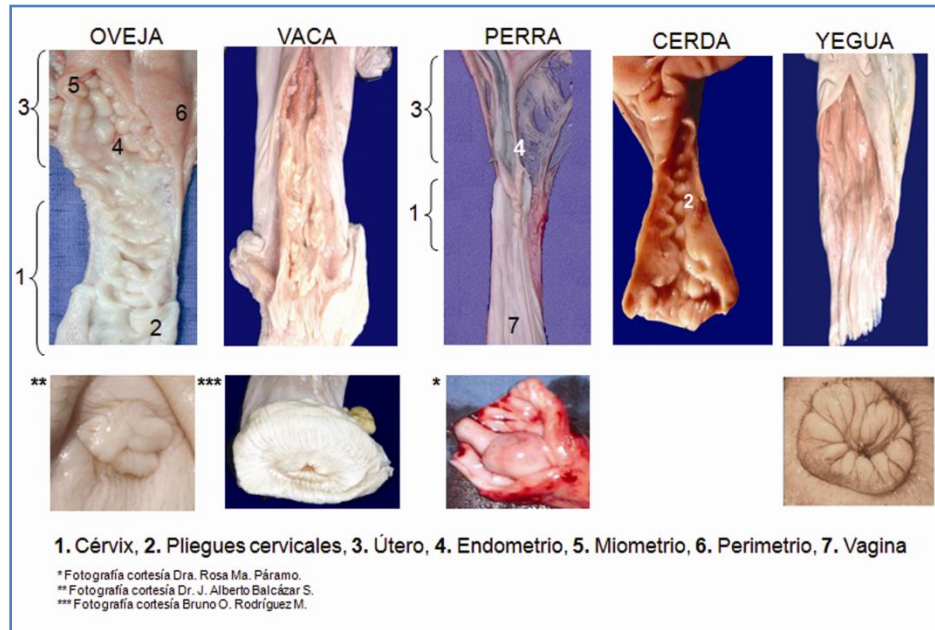 OVEJA VACA PERRA CERDA YEGUA
3 5 6 4 3 4
1 2 1 2
7
** *** *
1. Cérvix, 2. Pliegues cervicales, 3. Útero, 4. Endometrio, 5. Miometrio, 6. Perimetrio, 7. Vagina
* Fotografía cortesía Dra. Rosa Ma. Páramo.
** Fotografía cortesía Dr. J. Alberto Balcázar S.
*** Fotografía cortesía Bruno O. Rodríguez M.